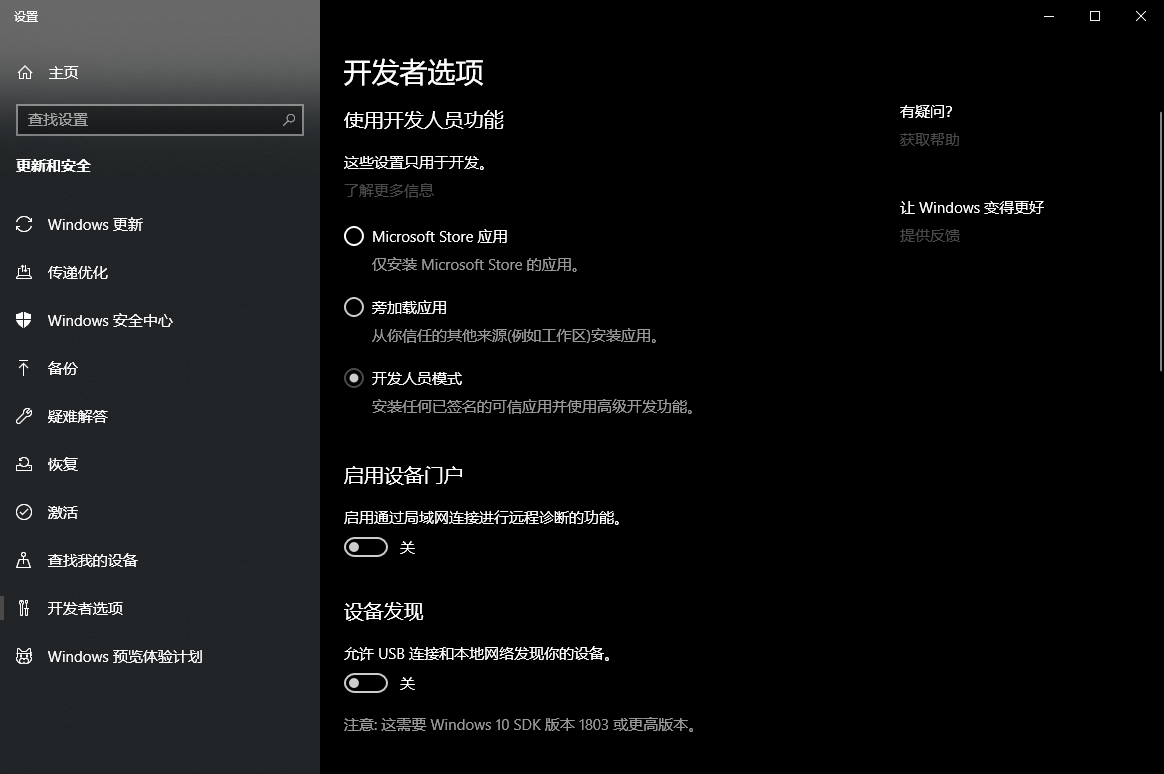 设置
主页
查找设置
更新和安全
Windows 更新
传递优化
Windows 安全中心
备份
疑难解答
恢复
激活
查找我的设备
开发者选项
Windows 预览体验计划
开发者选项
使用开发人员功能
这些设置只用于开发。
了解更多信息
Microsoft Store 应用
仅安装 Microsoft Store 的应用。
旁加载应用
从你信任的其他来源(例如工作区)安装应用。
开发人员模式
安装任何已签名的可信应用并使用高级开发功能。
启用设备门户
启用通过局域网连接进行远程诊断的功能。
关
设备发现
允许 USB 连接和本地网络发现你的设备。
关
注意: 这需要 Windows 10 SDK 版本 1803 或更高版本。
有疑问?
获取帮助
让 Windows 变得更好
提供反馈